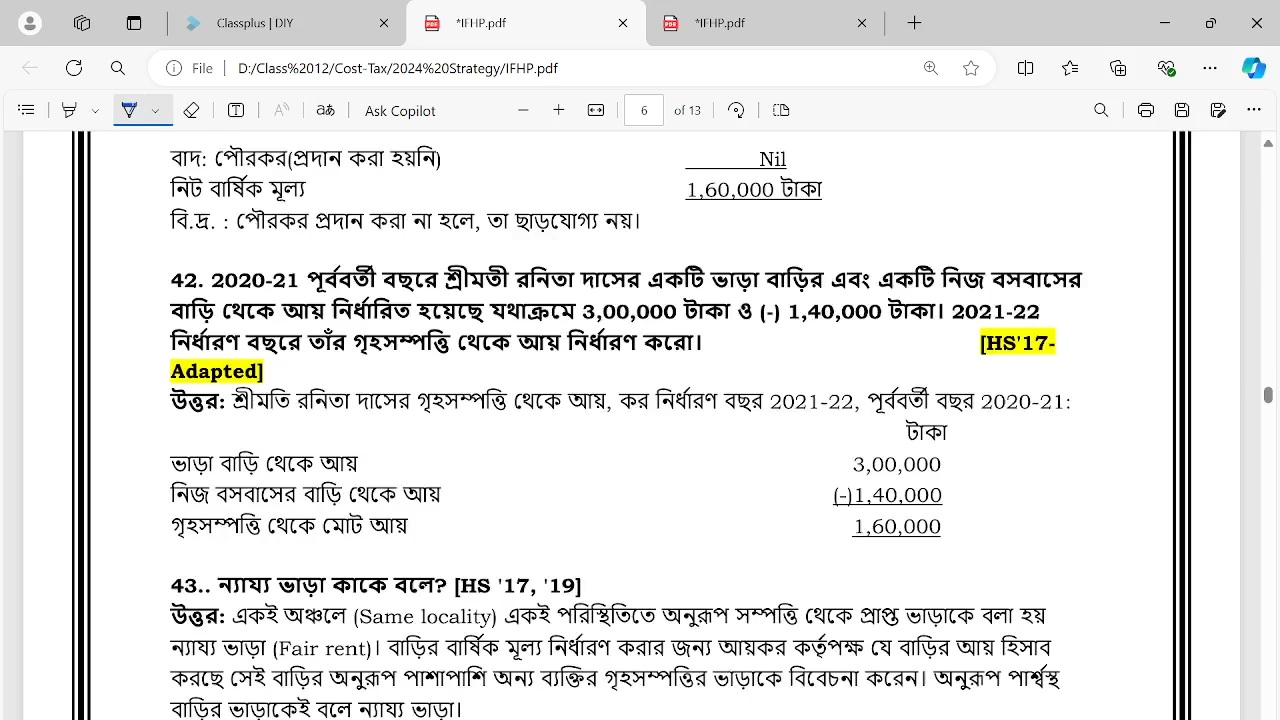 Classplus | DIY
*IFHP.pdf
*IFHP.pdf
File | D:/Class%2012/Cost-Tax/2024%20Strategy/IFHP.pdf
Ask Copilot
6 of 13
বাদ: পৌরকর(প্রদান করা হয়নি) Nil
নিট বার্ষিক মূল্য 1,60,000 টাকা
বি.দ্র. : পৌরকর প্রদান করা না হলে, তা ছাড়যোগ্য নয়।
42. 2020-21 পূর্ববর্তী বছরে শ্রীমতী রনিতা দাসের একটি ভাড়া বাড়ির এবং একটি নিজ বসবাসের
বাড়ি থেকে আয় নির্ধারিত হয়েছে যথাক্রমে 3,00,000 টাকা ও (-) 1,40,000 টাকা। 2021-22
নির্ধারণ বছরে তাঁর গৃহসম্পত্তি থেকে আয় নির্ধারণ করো। [HS'17-
Adapted]
উত্তর: শ্রীমতি রনিতা দাসের গৃহসম্পত্তি থেকে আয়, কর নির্ধারণ বছর 2021-22, পূর্ববর্তী বছর 2020-21:
টাকা
ভাড়া বাড়ি থেকে আয় 3,00,000
নিজ বসবাসের বাড়ি থেকে আয় (-)1,40,000
গৃহসম্পত্তি থেকে মোট আয় 1,60,000
43.. ন্যায্য ভাড়া কাকে বলে? [HS '17, '19]
উত্তর: একই অঞ্চলে (Same locality) একই পরিস্থিতিতে অনুরূপ সম্পত্তি থেকে প্রাপ্ত ভাড়াকে বলা হয়
ন্যায্য ভাড়া (Fair rent)। বাড়ির বার্ষিক মূল্য নির্ধারণ করার জন্য আয়কর কর্তৃপক্ষ যে বাড়ির আয় হিসাব
করছে সেই বাড়ির অনুরূপ পাশাপাশি অন্য ব্যক্তির গৃহসম্পত্তির ভাড়াকে বিবেচনা করেন। অনুরূপ পার্শ্বস্থ
বাড়ির ভাড়াকেই বলে ন্যায্য ভাড়া।